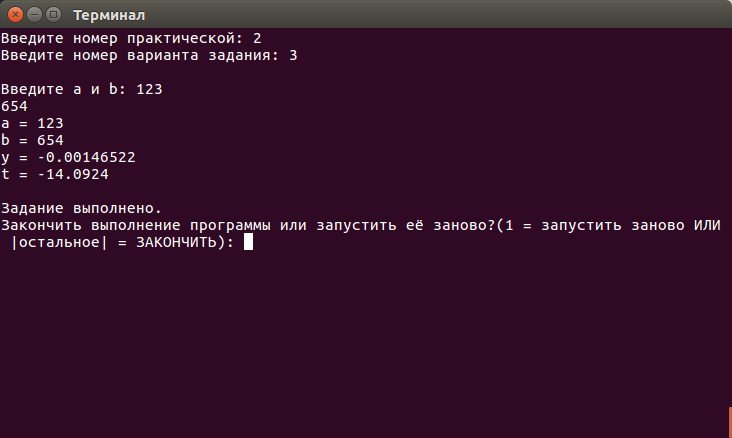 Терминал
Введите номер практической: 2
Введите номер варианта задания: 3
Введите a и b: 123
654
a = 123
b = 654
y = -0.00146522
t = -14.0924
Задание выполнено.
Закончить выполнение программы или запустить её заново?(1 = запустить заново ИЛИ
|остальное| = ЗАКОНЧИТЬ):